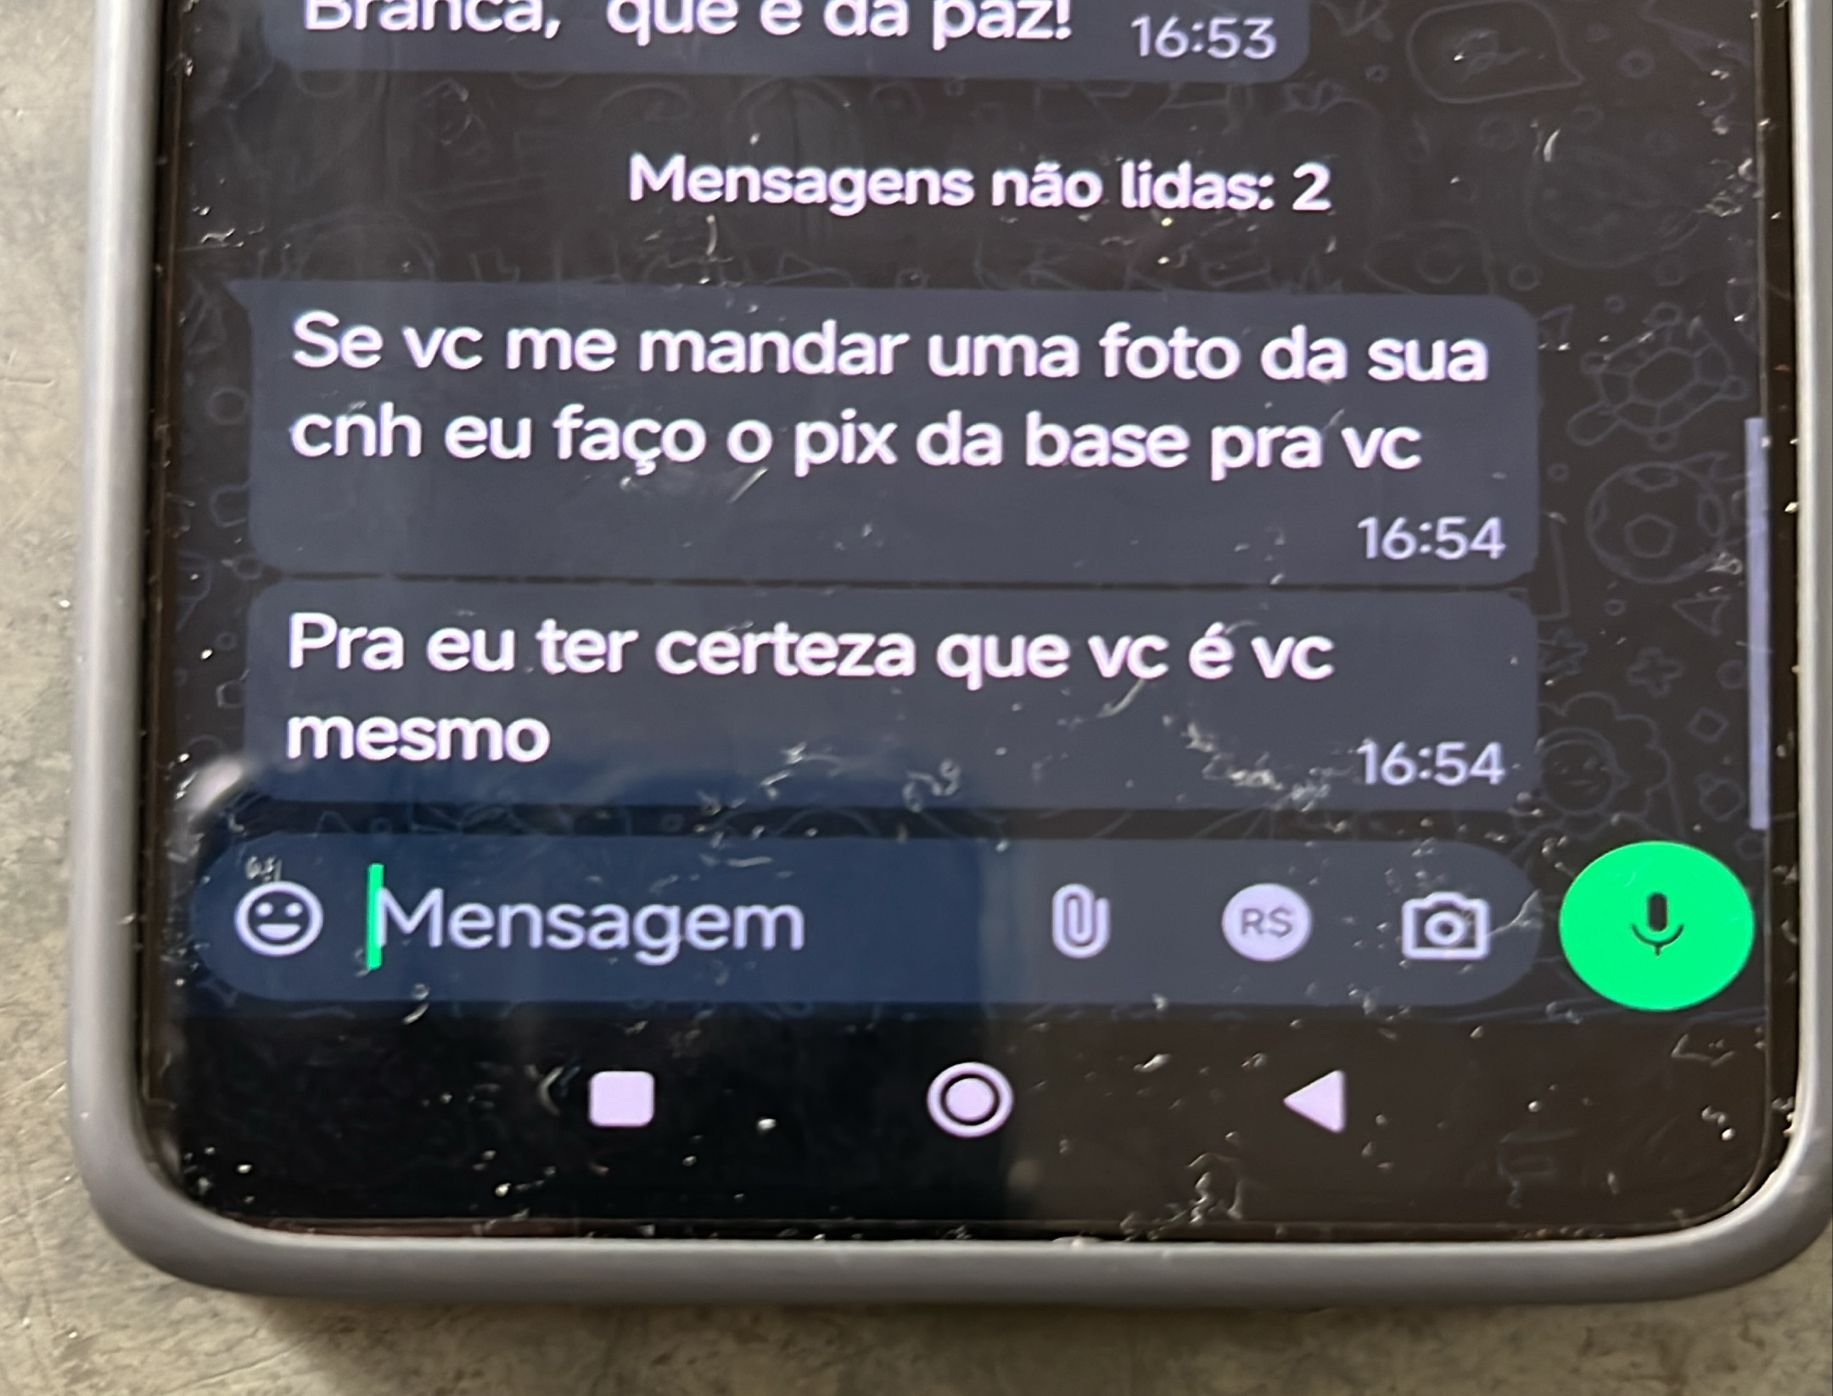 Branca, que é da paz! 16:53
Mensagens não lidas: 2
Se vc me mandar uma foto da sua
cnh eu faço o pix da base pra vc
16:54
Pra eu ter certeza que vc é vc
mesmo 16:54
Mensagem R$